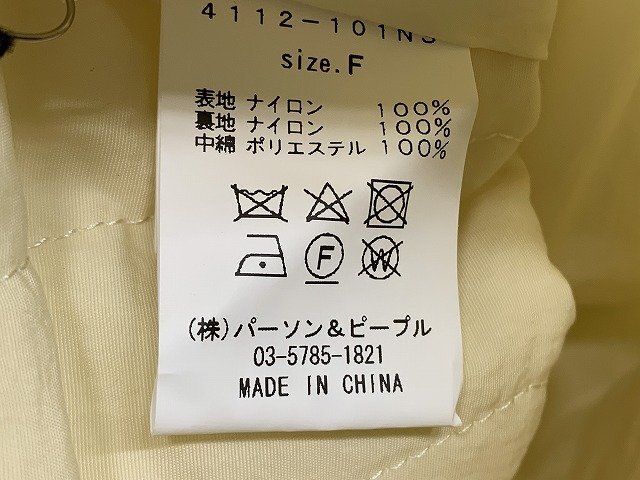 4112-101N
size.F
表地 ナイロン 100%
裏地 ナイロン 100%
中綿 ポリエステル 100%
F W
(株)パーソン&ピープル
03-5785-1821
MADE IN CHINA